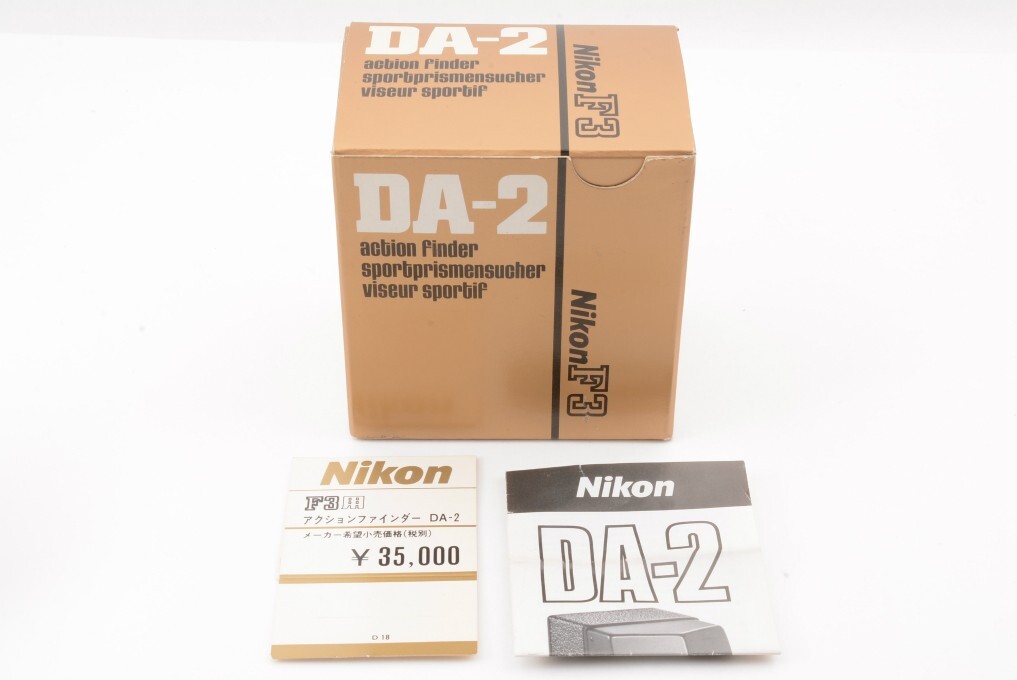 DA-2
action finder
sportprismensucher
viseur sportif
Nikon F3
DA-2
action finder
sportprismensucher
viseur sportif
Nikon F3
Nikon
F3
アクションファインダー DA-2
メーカー希望小売価格(税別)
¥ 35,000
D 18
Nikon
DA-2